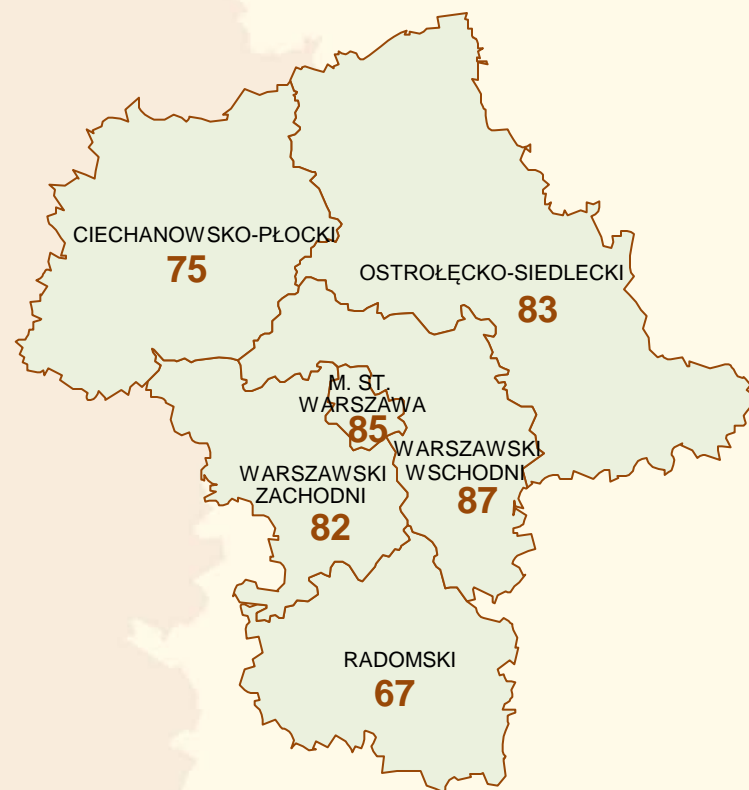 CIECHANOWSKO-PŁOCKI
75
OSTROŁĘCKO-SIEDLECKI
83
M. ST.
WARSZAWA
85
WARSZAWSKI
WSCHODNI
87
WARSZAWSKI
ZACHODNI
82
RADOMSKI
67